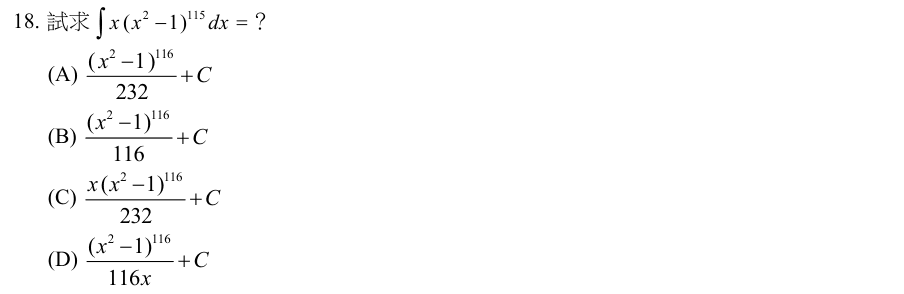 18. 試求 ∫x(x² −1)¹¹⁵ dx = ?
(A) (x² −1)¹¹⁶ / 232 + C
(B) (x² −1)¹¹⁶ / 116 + C
(C) x(x² −1)¹¹⁶ / 232 + C
(D) (x² −1)¹¹⁶ / 116x + C